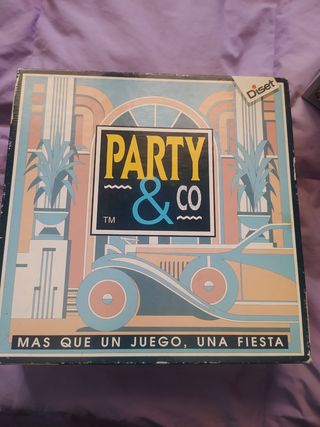 Diset
PARTY
& CO
TM
MAS QUE UN JUEGO, UNA FIESTA